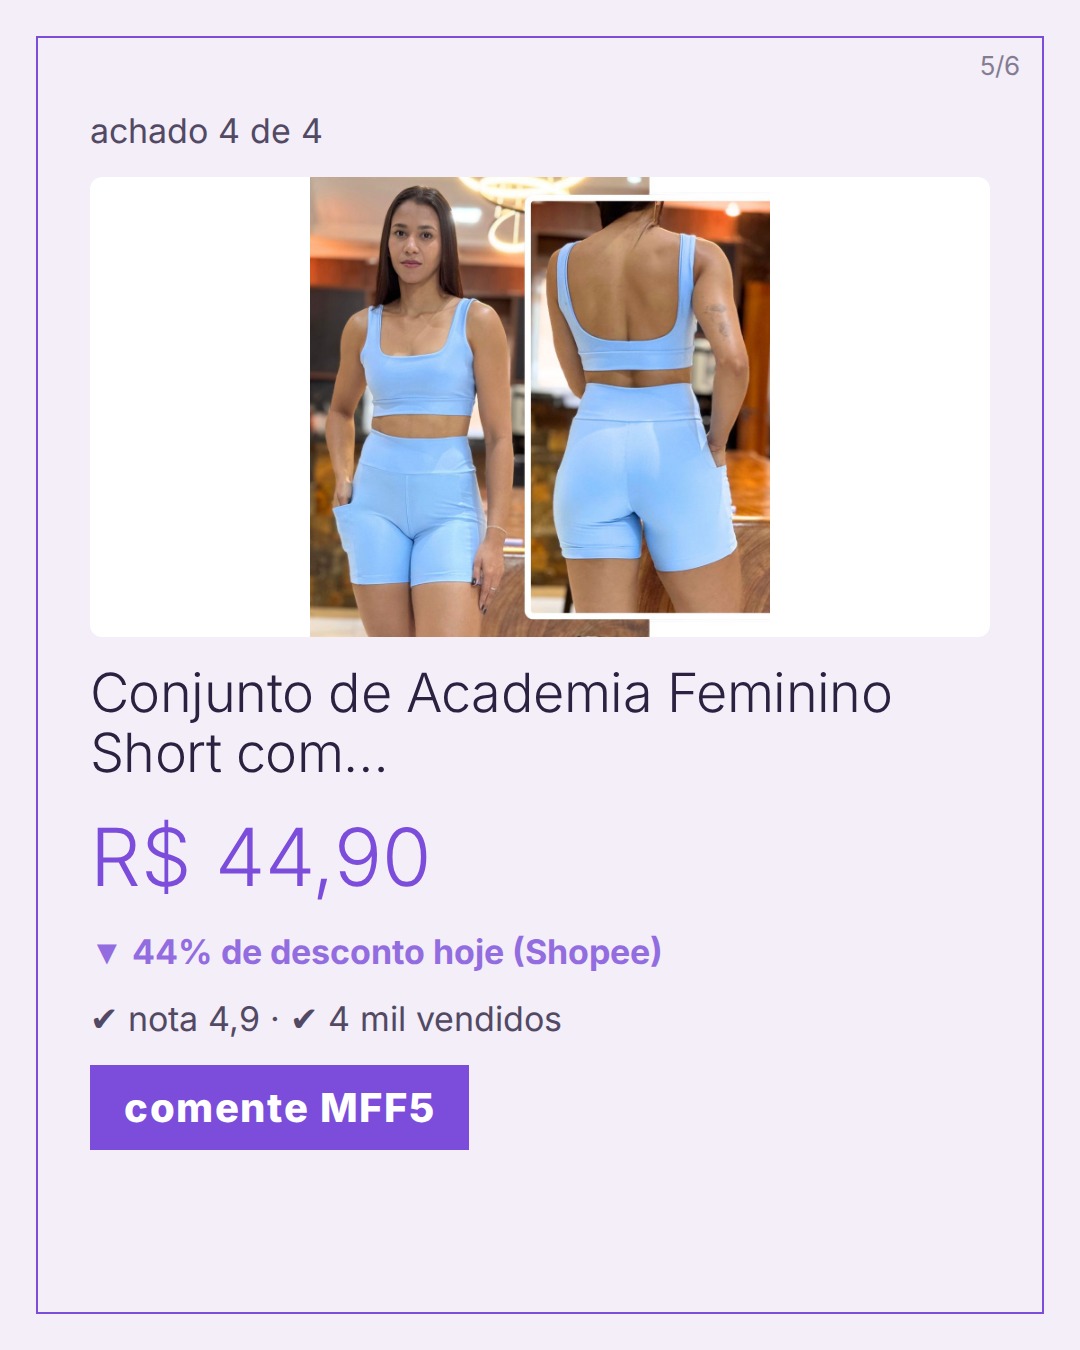 5/6
achado 4 de 4
Conjunto de Academia Feminino
Short com...
R$ 44,90
▼ 44% de desconto hoje (Shopee)
✔ nota 4,9 · ✔ 4 mil vendidos
comente MFF5